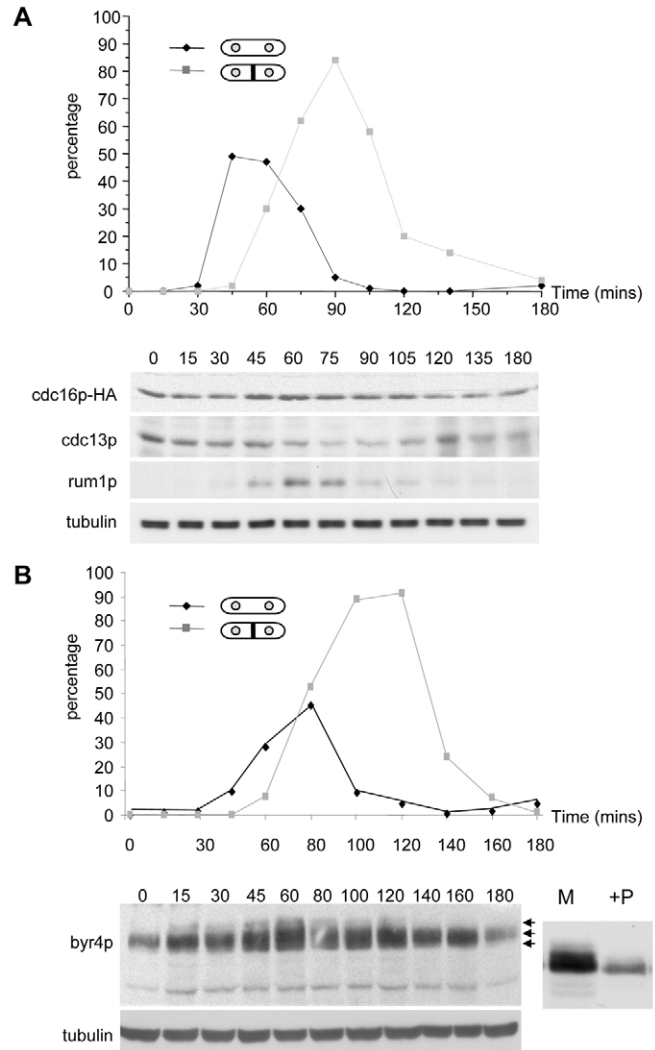 A
100
90
80
70
60
50
40
30
20
10
0
percentage
0 30 60 90 120 150 180 Time (mins)
0 15 30 45 60 75 90 105 120 135 180
cdc16p-HA
cdc13p
rum1p
tubulin
B
100
90
80
70
60
50
40
30
20
10
0
percentage
0 30 60 80 100 120 140 160 180 Time (mins)
0 15 30 45 60 80 100 120 140 160 180
M +P
byr4p
tubulin